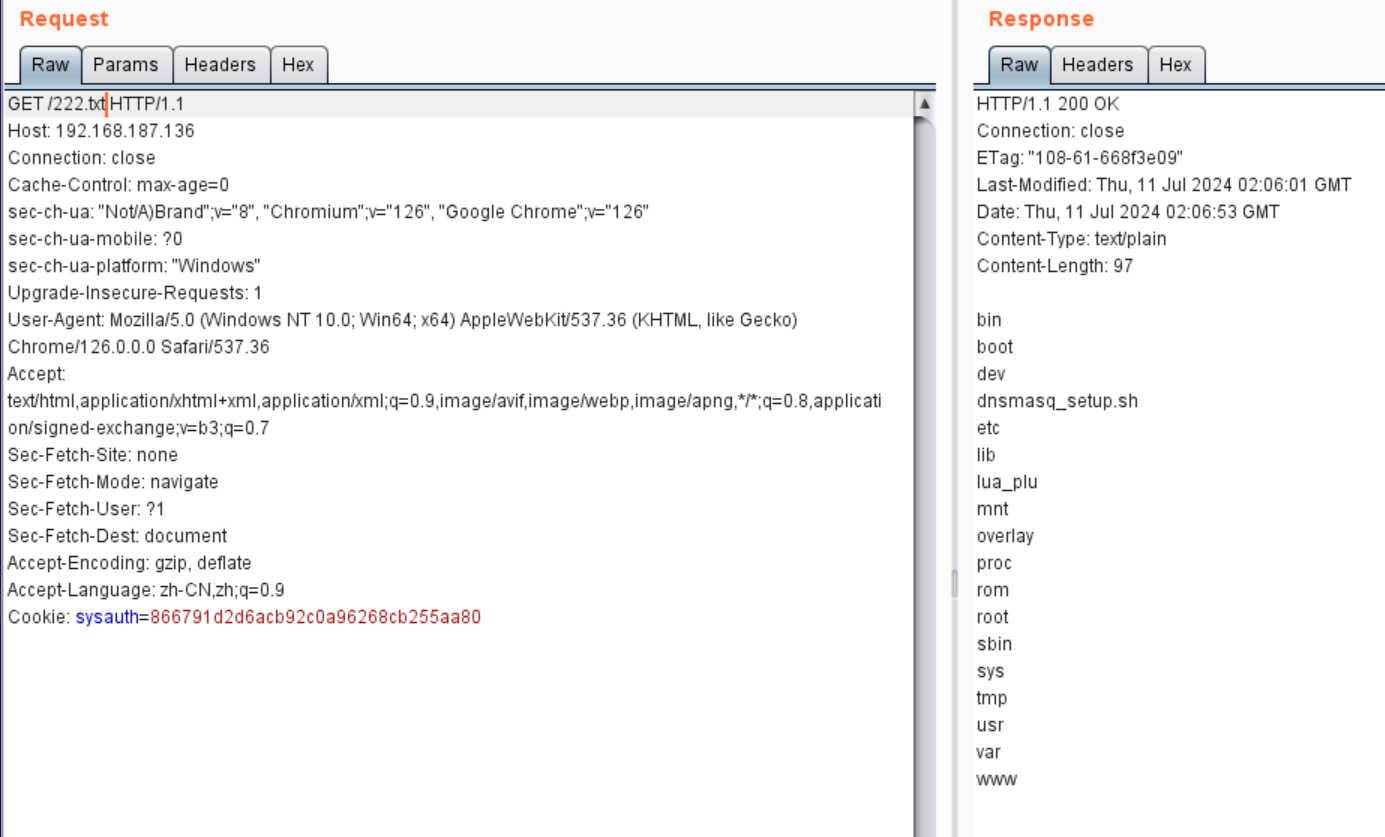 Request
Raw Params Headers Hex
GET /222.txt HTTP/1.1
Host: 192.168.187.136
Connection: close
Cache-Control: max-age=0
sec-ch-ua: "Not/A)Brand";v="8", "Chromium";v="126", "Google Chrome";v="126"
sec-ch-ua-mobile: ?0
sec-ch-ua-platform: "Windows"
Upgrade-Insecure-Requests: 1
User-Agent: Mozilla/5.0 (Windows NT 10.0; Win64; x64) AppleWebKit/537.36 (KHTML, like Gecko)
Chrome/126.0.0.0 Safari/537.36
Accept:
text/html,application/xhtml+xml,application/xml;q=0.9,image/avif,image/webp,image/apng,*/*;q=0.8,applicati
on/signed-exchange;v=b3;q=0.7
Sec-Fetch-Site: none
Sec-Fetch-Mode: navigate
Sec-Fetch-User: ?1
Sec-Fetch-Dest: document
Accept-Encoding: gzip, deflate
Accept-Language: zh-CN,zh;q=0.9
Cookie: sysauth=866791d2d6acb92c0a96268cb255aa80
Response
Raw Headers Hex
HTTP/1.1 200 OK
Connection: close
ETag: "108-61-668f3e09"
Last-Modified: Thu, 11 Jul 2024 02:06:01 GMT
Date: Thu, 11 Jul 2024 02:06:53 GMT
Content-Type: text/plain
Content-Length: 97
bin
boot
dev
dnsmasq_setup.sh
etc
lib
lua_plu
mnt
overlay
proc
rom
root
sbin
sys
tmp
usr
var
www